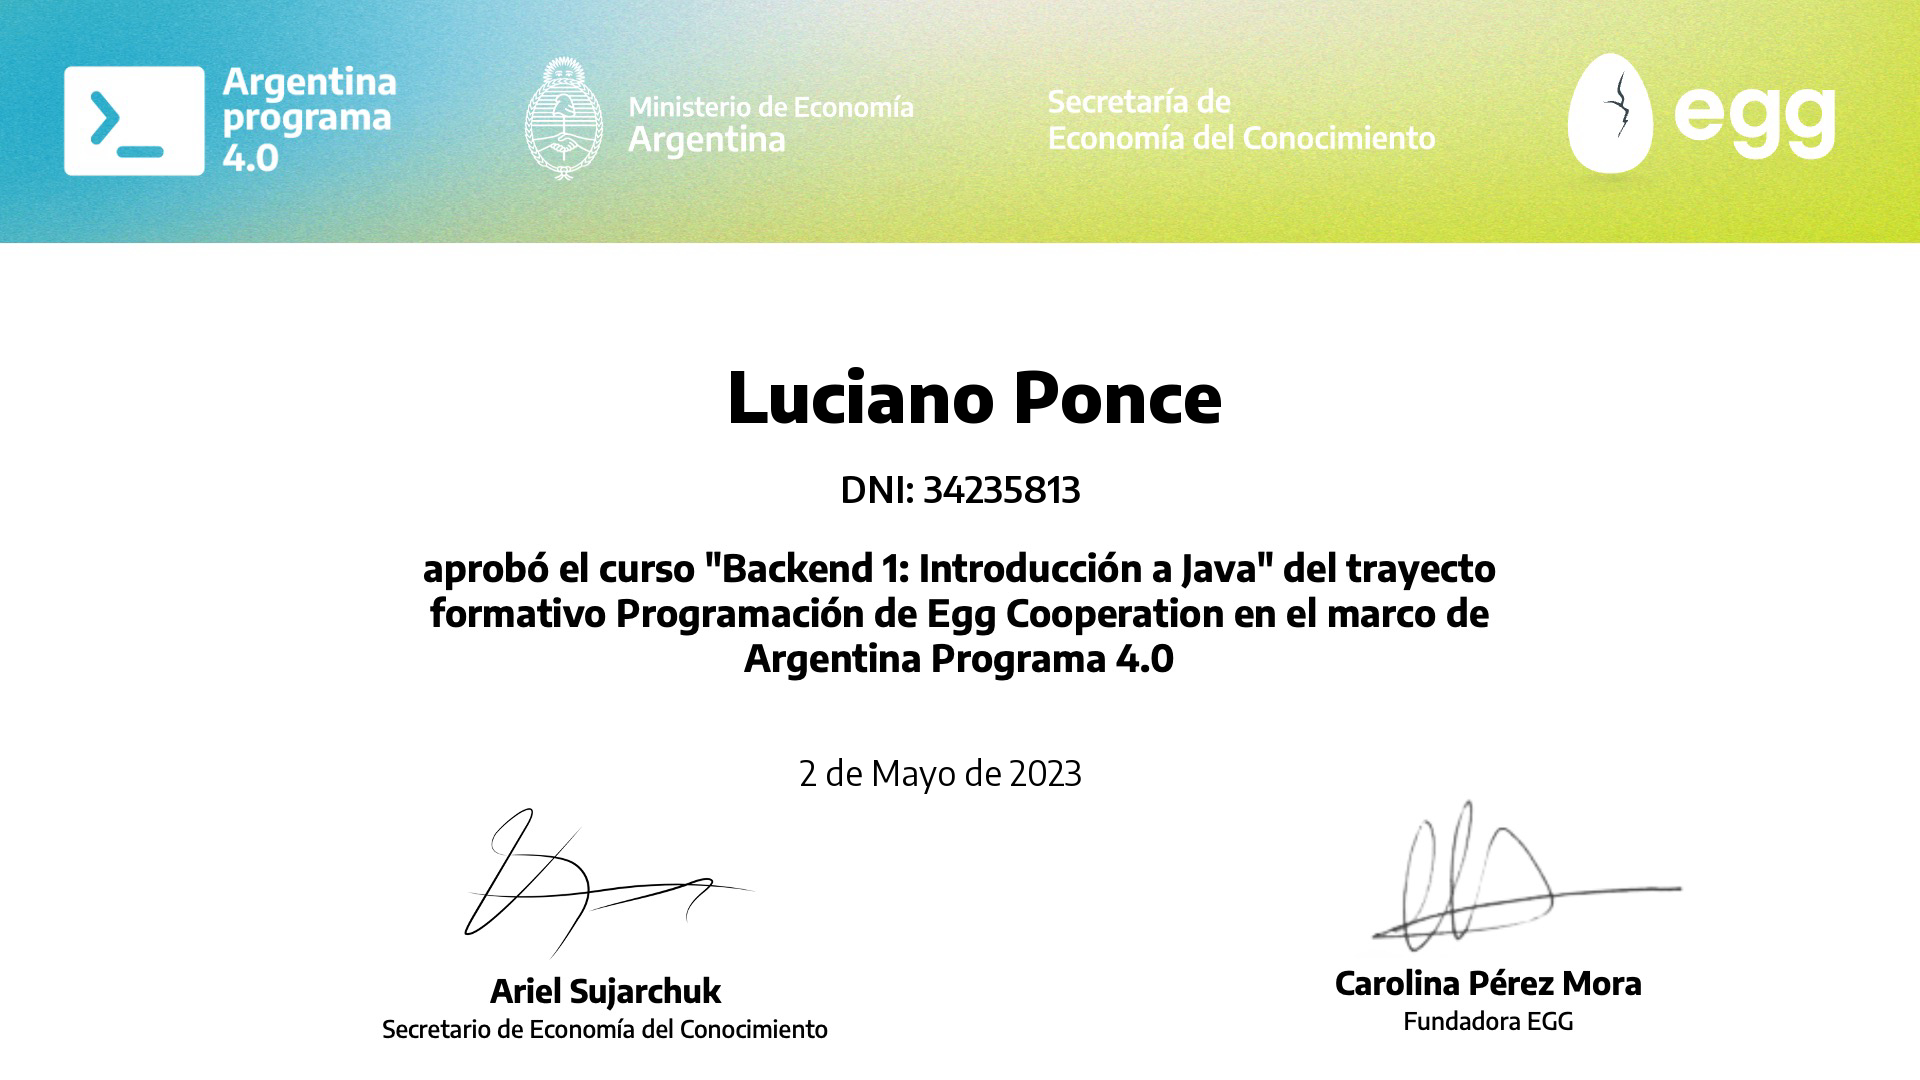 Argentina
programa
4.0
Ministerio de Economía
Argentina
Secretaría de
Economía del Conocimiento
egg
Luciano Ponce
DNI: 34235813
aprobó el curso "Backend 1: Introducción a Java" del trayecto
formativo Programación de Egg Cooperation en el marco de
Argentina Programa 4.0
2 de Mayo de 2023
Ariel Sujarchuk
Secretario de Economía del Conocimiento
Carolina Pérez Mora
Fundadora EGG